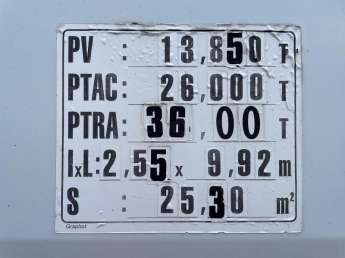 PV : 13,850 T
PTAC: 26,000 T
PTRA: 36,00 T
IxL: 2,55 x 9,92 m
S : 25,30 m²
Graphot